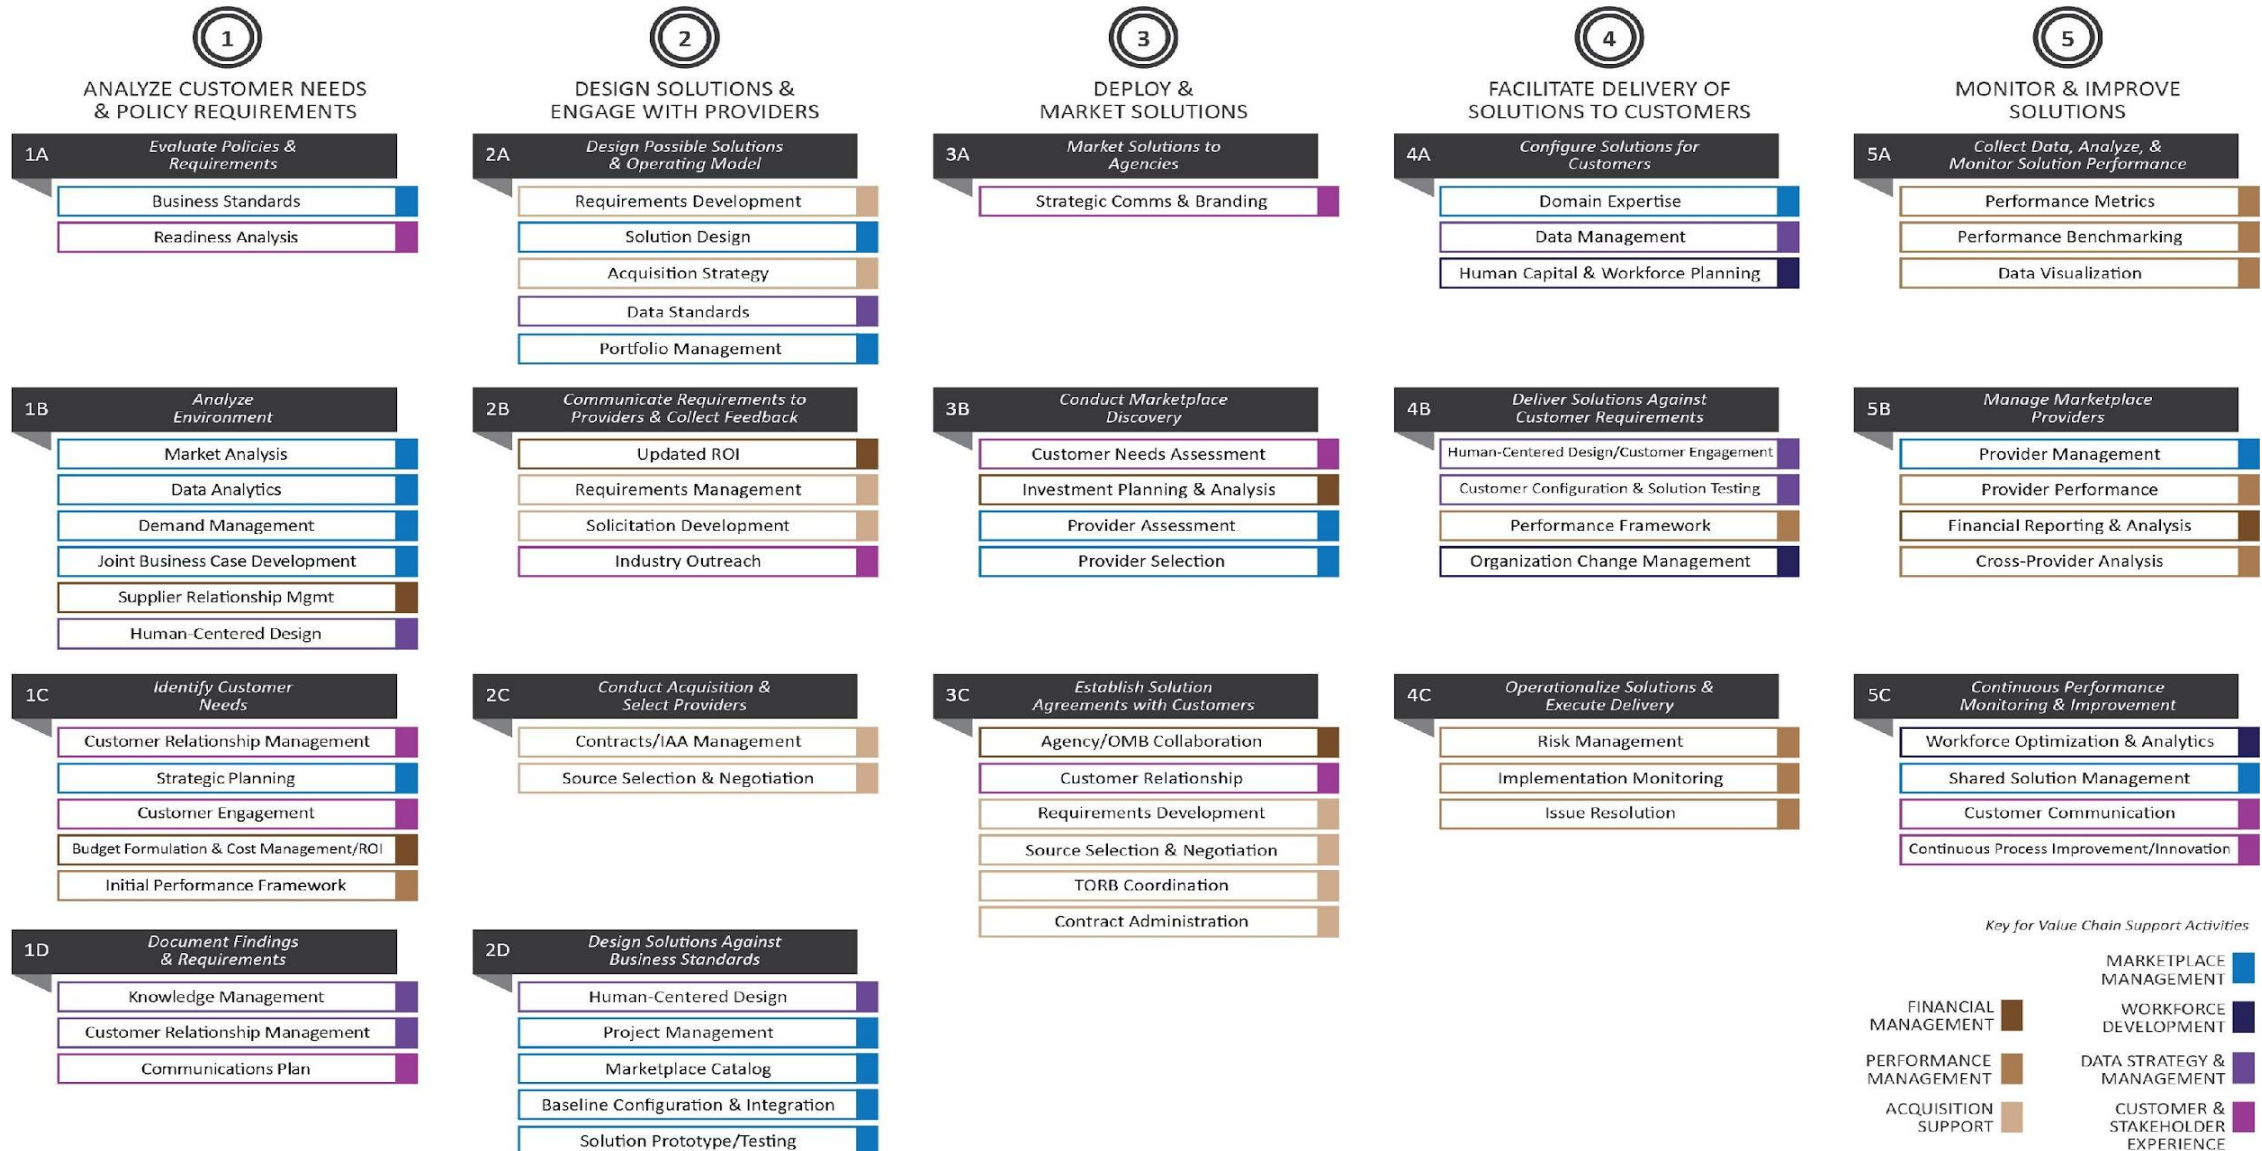 1
ANALYZE CUSTOMER NEEDS
& POLICY REQUIREMENTS
1A
Evaluate Policies &
Requirements
Business Standards
Readiness Analysis
1B
Analyze
Environment
Market Analysis
Data Analytics
Demand Management
Joint Business Case Development
Supplier Relationship Mgmt
Human-Centered Design
1C
Identify Customer
Needs
Customer Relationship Management
Strategic Planning
Customer Engagement
Budget Formulation & Cost Management/ROI
Initial Performance Framework
1D
Document Findings
& Requirements
Knowledge Management
Customer Relationship Management
Communications Plan
2
DESIGN SOLUTIONS &
ENGAGE WITH PROVIDERS
2A
Design Possible Solutions
& Operating Model
Requirements Development
Solution Design
Acquisition Strategy
Data Standards
Portfolio Management
2B
Communicate Requirements to
Providers & Collect Feedback
Updated ROI
Requirements Management
Solicitation Development
Industry Outreach
2C
Conduct Acquisition &
Select Providers
Contracts/IAA Management
Source Selection & Negotiation
2D
Design Solutions Against
Business Standards
Human-Centered Design
Project Management
Marketplace Catalog
Baseline Configuration & Integration
Solution Prototype/Testing
3
DEPLOY &
MARKET SOLUTIONS
3A
Market Solutions to
Agencies
Strategic Comms & Branding
3B
Conduct Marketplace
Discovery
Customer Needs Assessment
Investment Planning & Analysis
Provider Assessment
Provider Selection
3C
Establish Solution
Agreements with Customers
Agency/OMB Collaboration
Customer Relationship
Requirements Development
Source Selection & Negotiation
TORB Coordination
Contract Administration
4
FACILITATE DELIVERY OF
SOLUTIONS TO CUSTOMERS
4A
Configure Solutions for
Customers
Domain Expertise
Data Management
Human Capital & Workforce Planning
4B
Deliver Solutions Against
Customer Requirements
Human-Centered Design/Customer Engagement
Customer Configuration & Solution Testing
Performance Framework
Organization Change Management
4C
Operationalize Solutions &
Execute Delivery
Risk Management
Implementation Monitoring
Issue Resolution
5
MONITOR & IMPROVE
SOLUTIONS
5A
Collect Data, Analyze, &
Monitor Solution Performance
Performance Metrics
Performance Benchmarking
Data Visualization
5B
Manage Marketplace
Providers
Provider Management
Provider Performance
Financial Reporting & Analysis
Cross-Provider Analysis
5C
Continuous Performance
Monitoring & Improvement
Workforce Optimization & Analytics
Shared Solution Management
Customer Communication
Continuous Process Improvement/Innovation
Key for Value Chain Support Activities
FINANCIAL
MANAGEMENT
PERFORMANCE
MANAGEMENT
ACQUISITION
SUPPORT
MARKETPLACE
MANAGEMENT
WORKFORCE
DEVELOPMENT
DATA STRATEGY &
MANAGEMENT
CUSTOMER &
STAKEHOLDER
EXPERIENCE